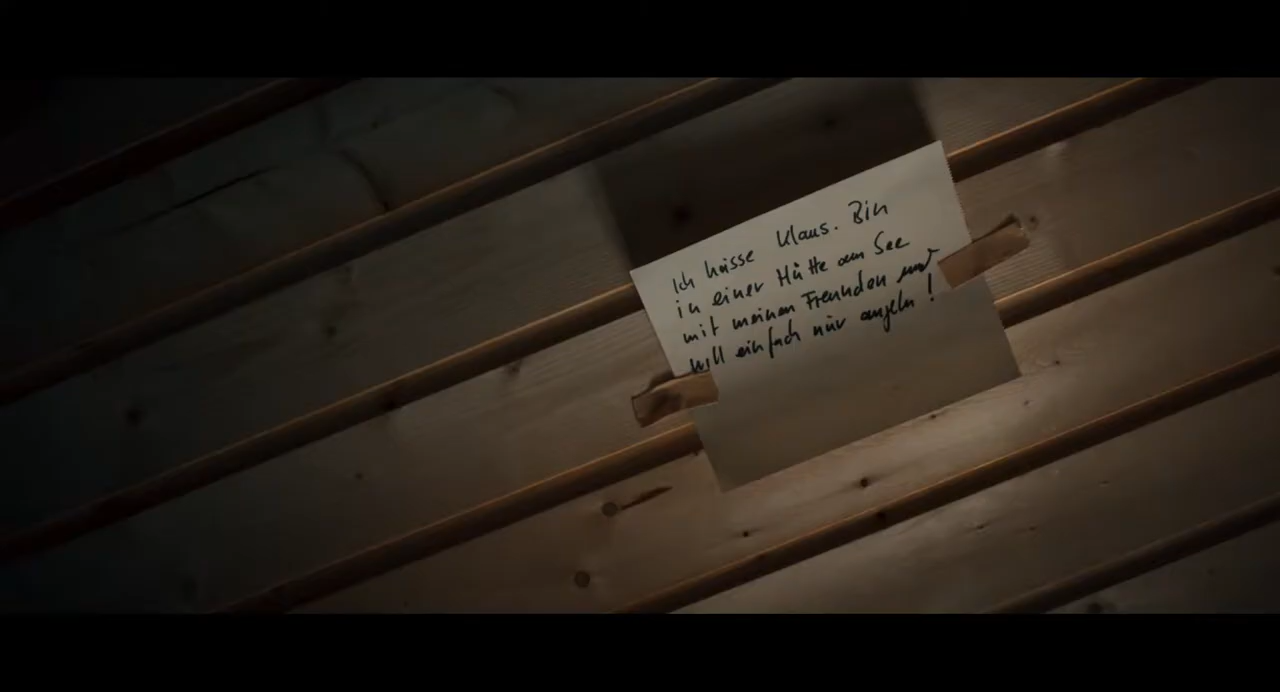 Ich heisse Klaus. Bin
in einer Hütte am See
mit meinen Freunden und
will einfach nur angeln!